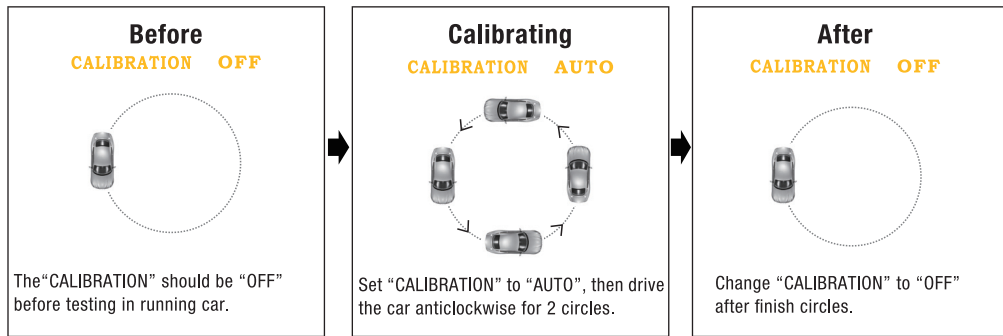 Before
CALIBRATION OFF
The“CALIBRATION” should be “OFF”
before testing in running car.
Calibrating
CALIBRATION AUTO
Set “CALIBRATION” to “AUTO”, then drive
the car anticlockwise for 2 circles.
After
CALIBRATION OFF
Change “CALIBRATION” to “OFF”
after finish circles.